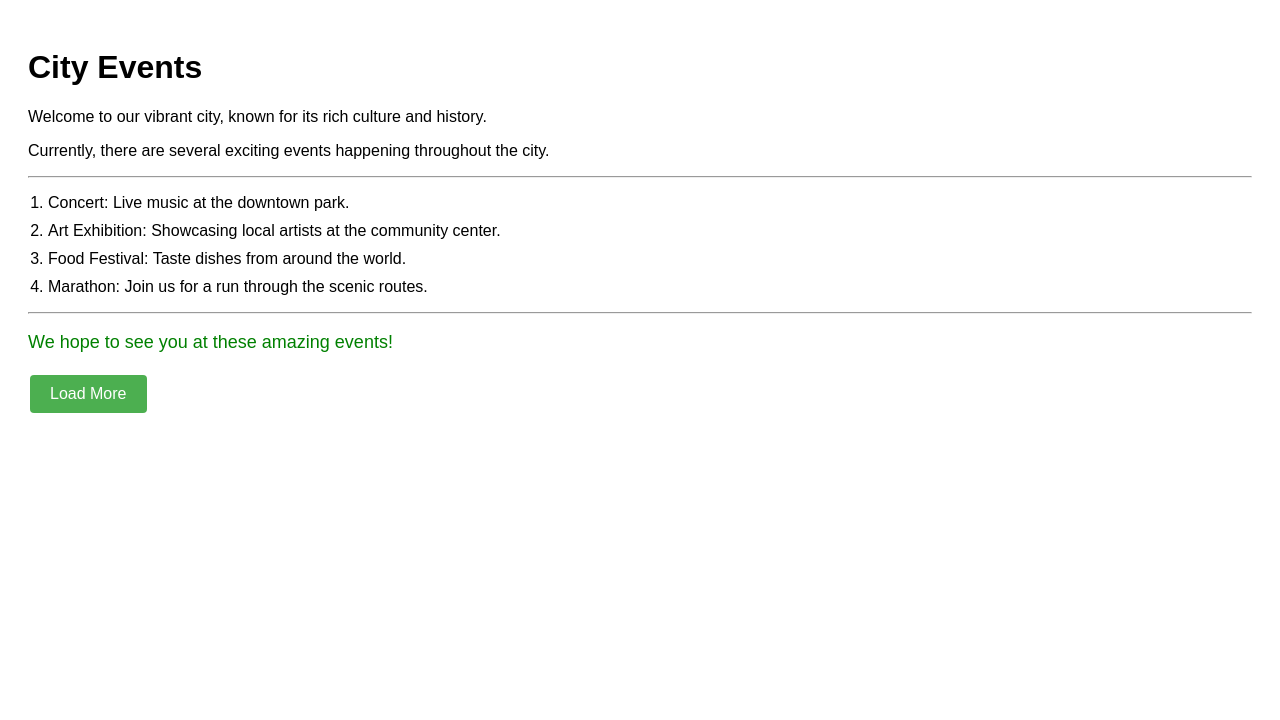 City Events
Welcome to our vibrant city, known for its rich culture and history.
Currently, there are several exciting events happening throughout the city.
1. Concert: Live music at the downtown park.
2. Art Exhibition: Showcasing local artists at the community center.
3. Food Festival: Taste dishes from around the world.
4. Marathon: Join us for a run through the scenic routes.
We hope to see you at these amazing events!
Load More